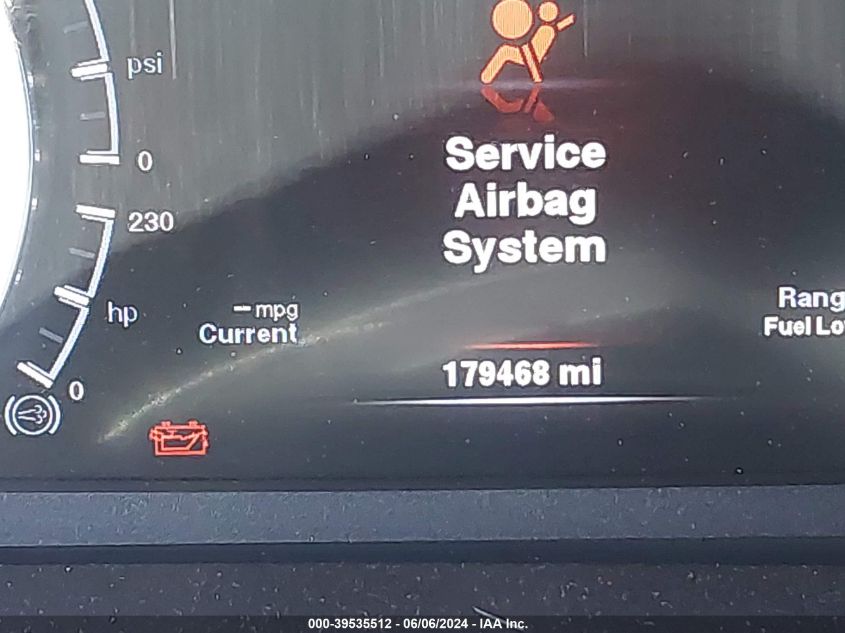 psi
0
230
hp
0
Service
Airbag
System
-- mpg
Current
179468 mi
Rang
Fuel Lo
000-39535512 - 06/06/2024 - IAA Inc.